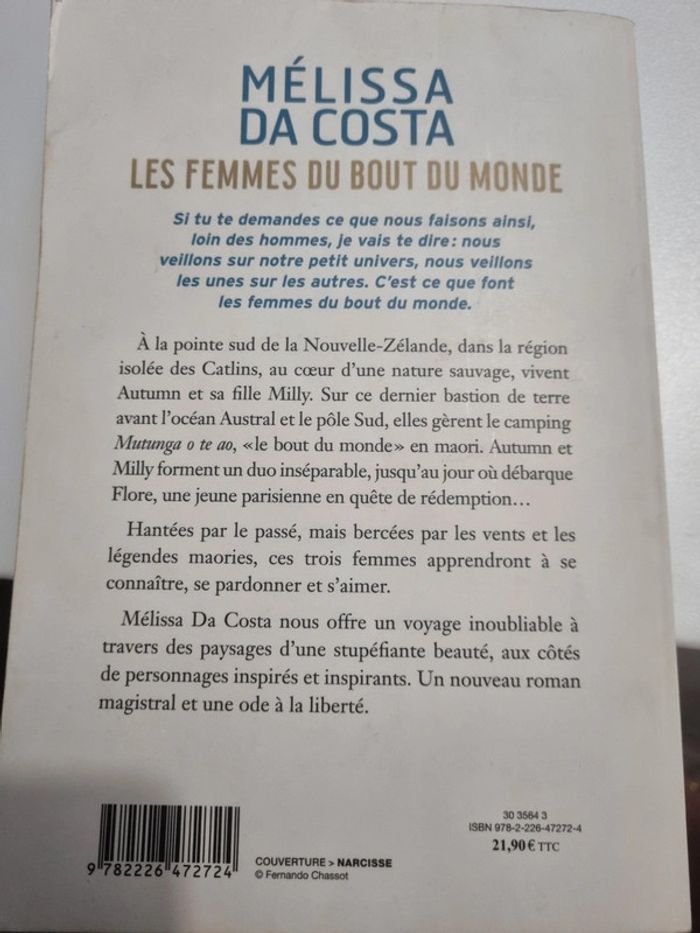 MÉLISSA
DA COSTA
LES FEMMES DU BOUT DU MONDE
Si tu te demandes ce que nous faisons ainsi,
loin des hommes, je vais te dire : nous
veillons sur notre petit univers, nous veillons
les unes sur les autres. C'est ce que font
les femmes du bout du monde.
À la pointe sud de la Nouvelle-Zélande, dans la région
isolée des Catlins, au cœur d'une nature sauvage, vivent
Autumn et sa fille Milly. Sur ce dernier bastion de terre
avant l'océan Austral et le pôle Sud, elles gèrent le camping
Mutunga o te ao, «le bout du monde» en maori. Autumn et
Milly forment un duo inséparable, jusqu'au jour où débarque
Flore, une jeune parisienne en quête de rédemption…
Hantées par le passé, mais bercées par les vents et les
légendes maories, ces trois femmes apprendront à se
connaître, se pardonner et s'aimer.
Mélissa Da Costa nous offre un voyage inoubliable à
travers des paysages d'une stupéfiante beauté, aux côtés
de personnages inspirés et inspirants. Un nouveau roman
magistral et une ode à la liberté.
30 3564 3
ISBN 978-2-226-47272-4
21,90 € TTC
9 782226 472724
COUVERTURE > NARCISSE
© Fernando Chassot